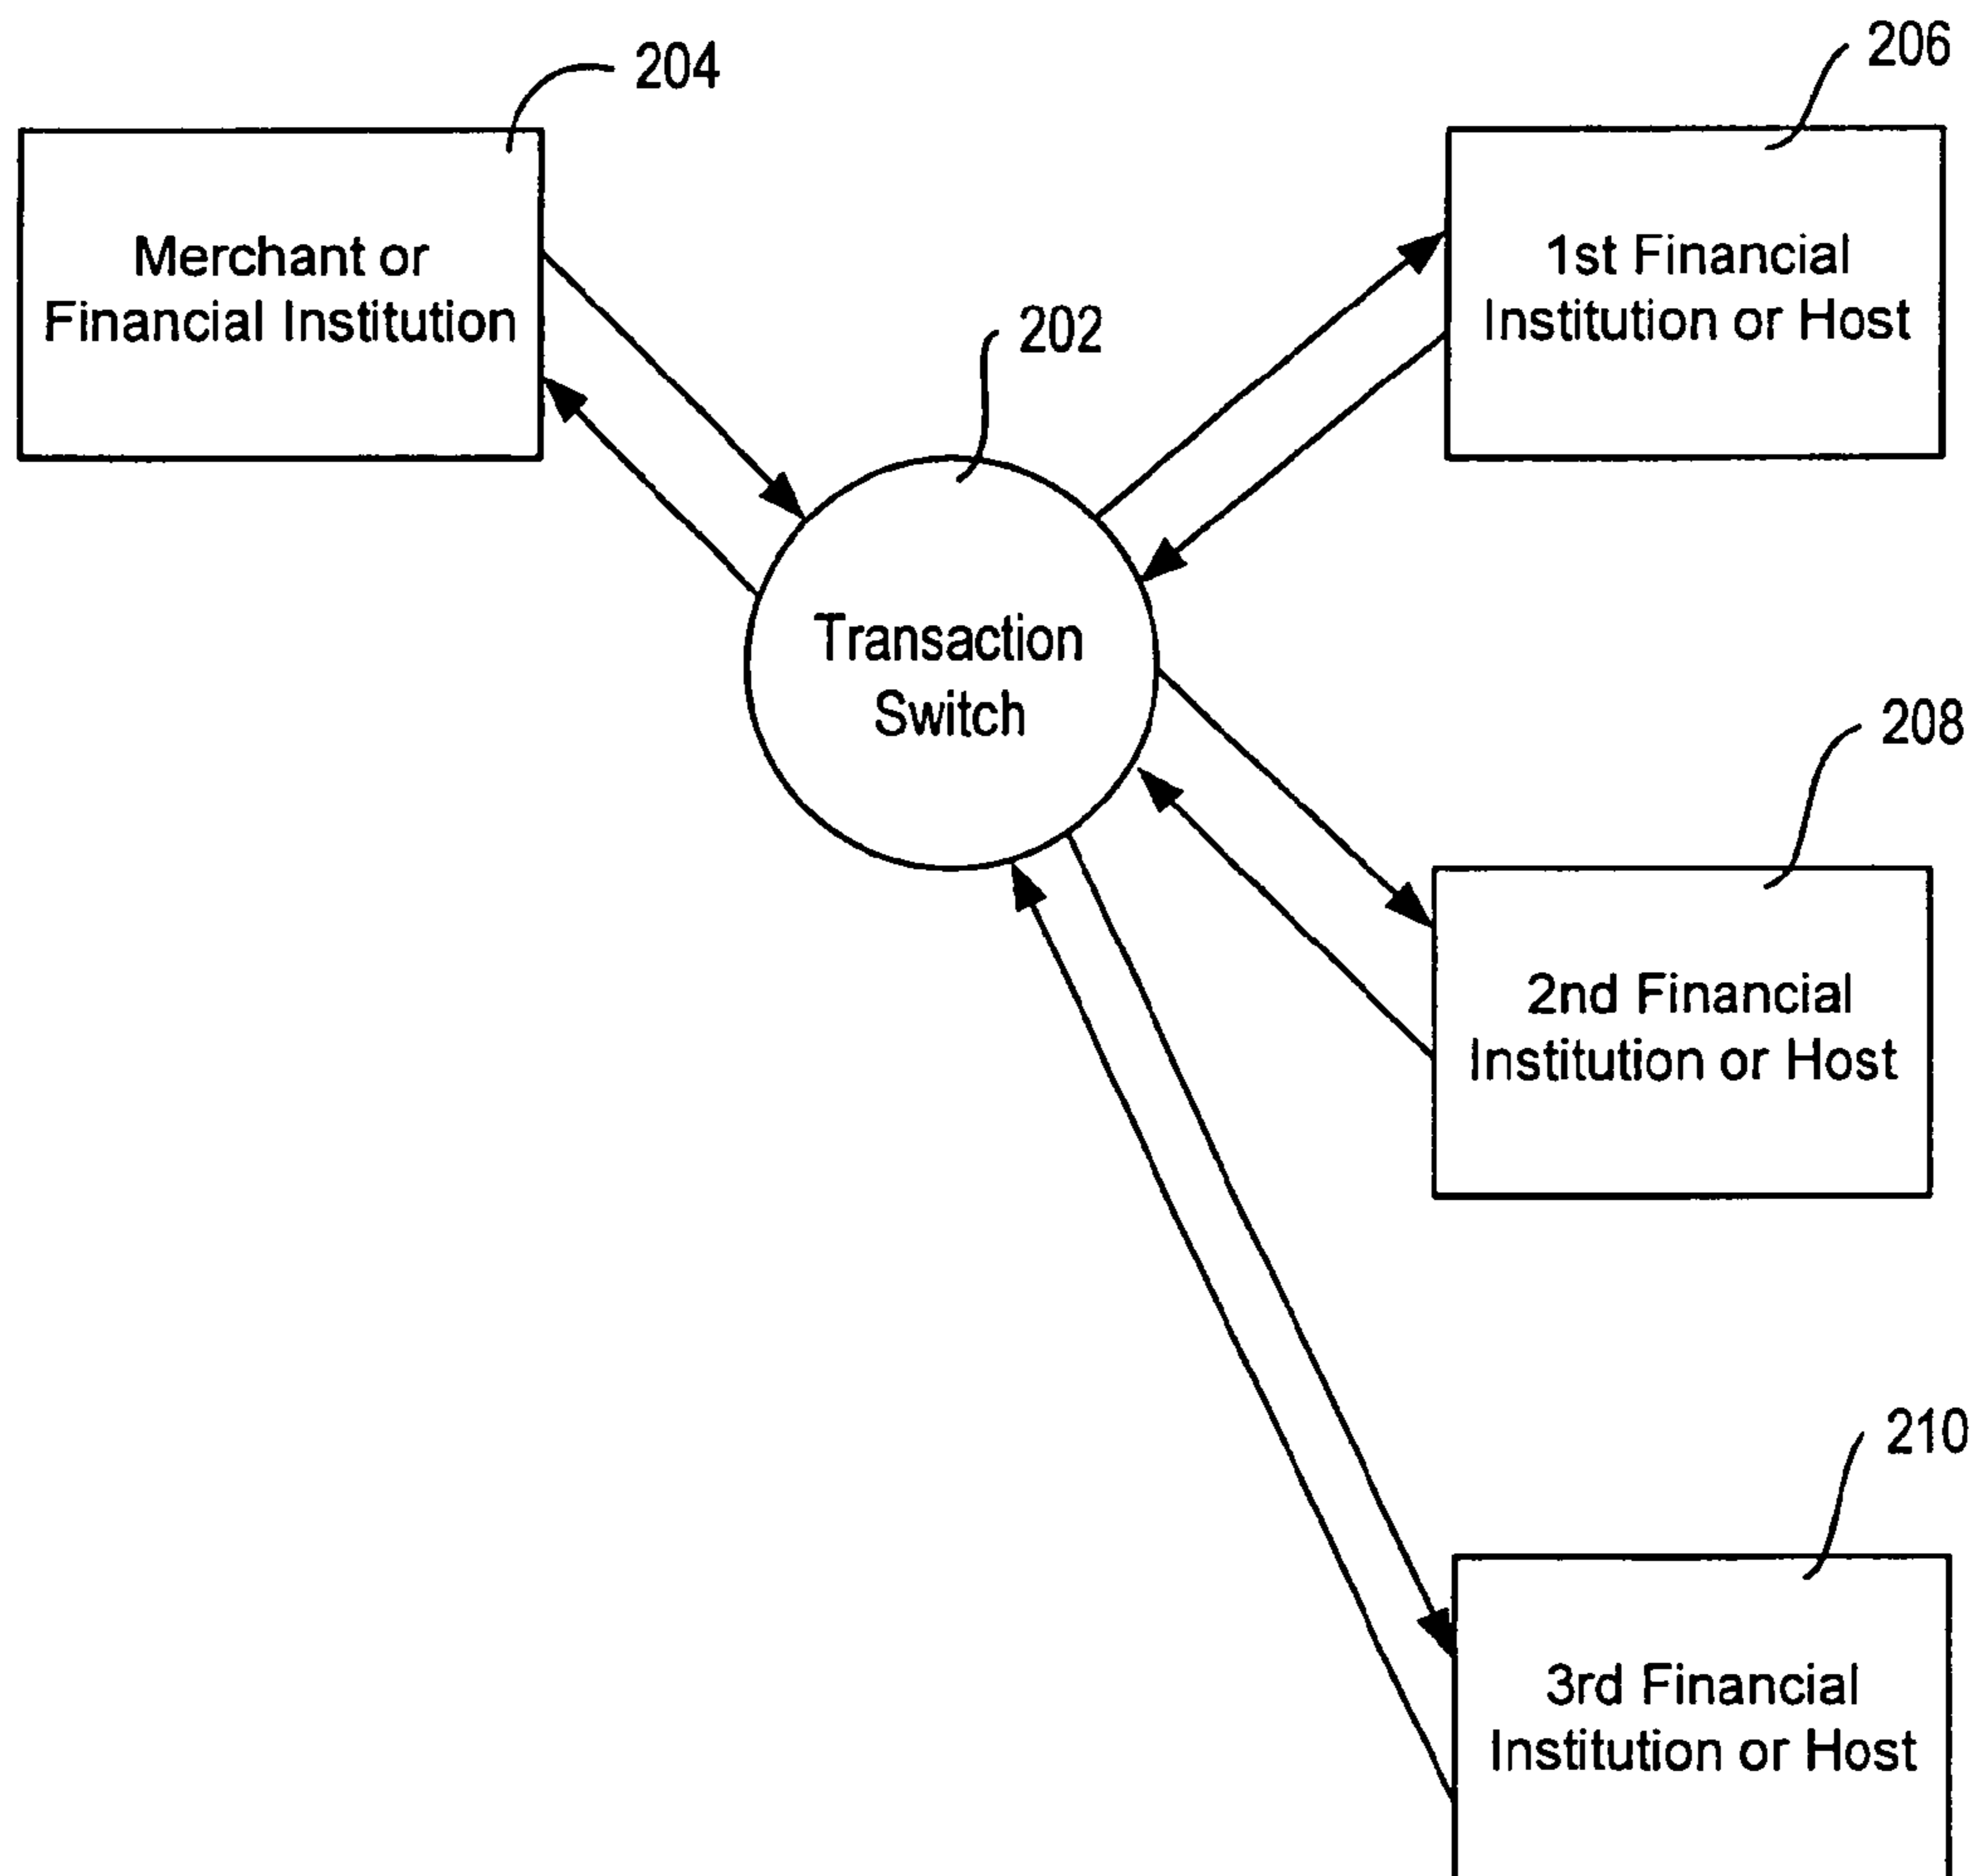 204
206
Merchant or
Financial Institution
1st Financial
Institution or Host
202
Transaction
Switch
208
2nd Financial
Institution or Host
210
3rd Financial
Institution or Host